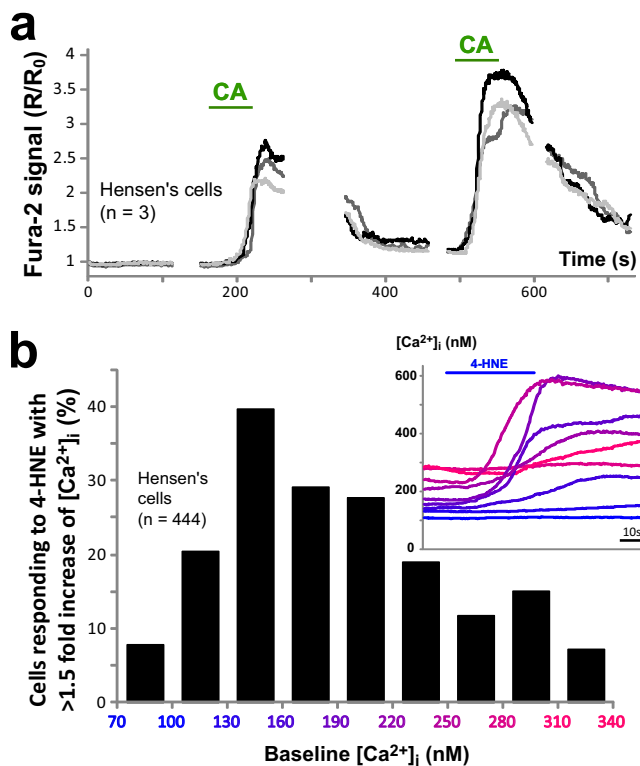 a
Fura-2 signal (R/R₀)
4
3.5
3
2.5
2
1.5
1
CA
CA
Hensen's cells
(n = 3)
Time (s)
0
200
400
600
b
Cells responding to 4-HNE with
>1.5 fold increase of [Ca²⁺]ᵢ (%)
40
30
20
10
0
Hensen's
cells
(n = 444)
[Ca²⁺]ᵢ (nM)
4-HNE
600
400
200
0
10s
70
100
130
160
190
220
250
280
310
340
Baseline [Ca²⁺]ᵢ (nM)